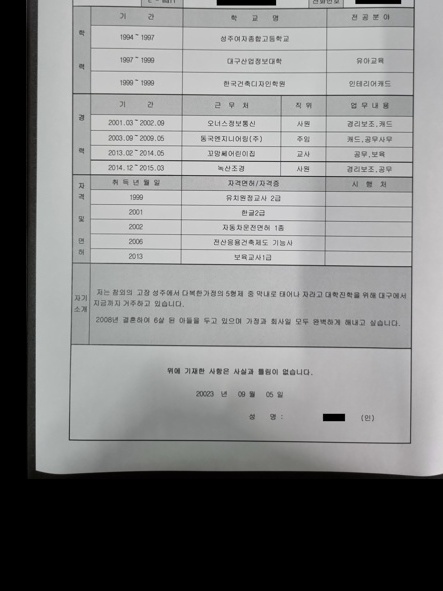 E - Mail
전화번호
학 력
기 간 학 교 명 전 공 분 야
1994 ~ 1997 성주여자종합고등학교
1997 ~ 1999 대구산업정보대학 유아교육
1999 ~ 1999 한국건축디자인학원 인테리어캐드
경 력
기 간 근 무 처 직 위 업 무 내 용
2001.03 ~ 2002.09 오너스정보통신 사원 경리보조,캐드
2003.09 ~ 2009.05 동국엔지니어링(주) 주임 캐드,공무사무
2013.02 ~ 2014.05 꼬망쎄어린이집 교사 공무,보육
2014.12 ~ 2015.03 녹산조경 사원 경리보조,공무
자 격 및 면 허
취 득 년 월 일 자격면허/자격증 시 행 처
1999 유치원정교사 2급
2001 한글2급
2002 자동차운전면허 1종
2006 전산응용건축제도 기능사
2013 보육교사1급
자기소개
저는 참외의 고장 성주에서 다복한가정의 5형제 중 막내로 태어나 자라고 대학진학을 위해 대구에서
지금까지 거주하고 있습니다.
2008년 결혼하여 6살 된 아들을 두고 있으며 가정과 회사일 모두 완벽하게 해내고 싶습니다.
위에 기재한 사항은 사실과 틀림이 없습니다.
20023 년 09 월 05 일
성 명 : (인)